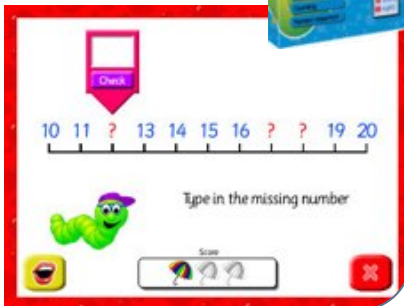 Check
10 11 ? 13 14 15 16 ? ? 19 20
Type in the missing number
Score